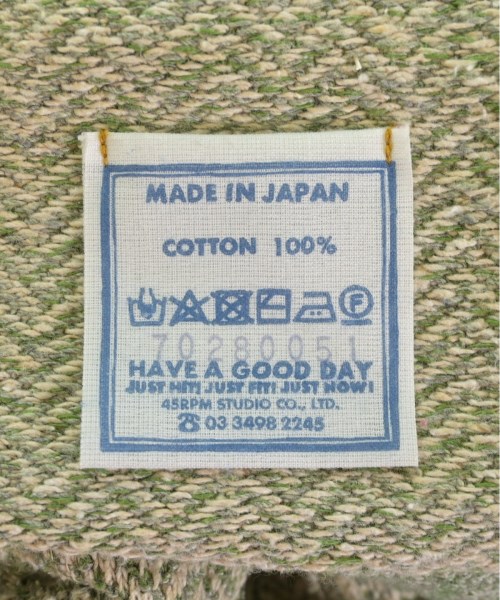 MADE IN JAPAN
COTTON 100%
70280051
HAVE A GOOD DAY
JUST HIT! JUST FIT! JUST NOW!
45RPM STUDIO CO., LTD.
☎ 03 3498 2245